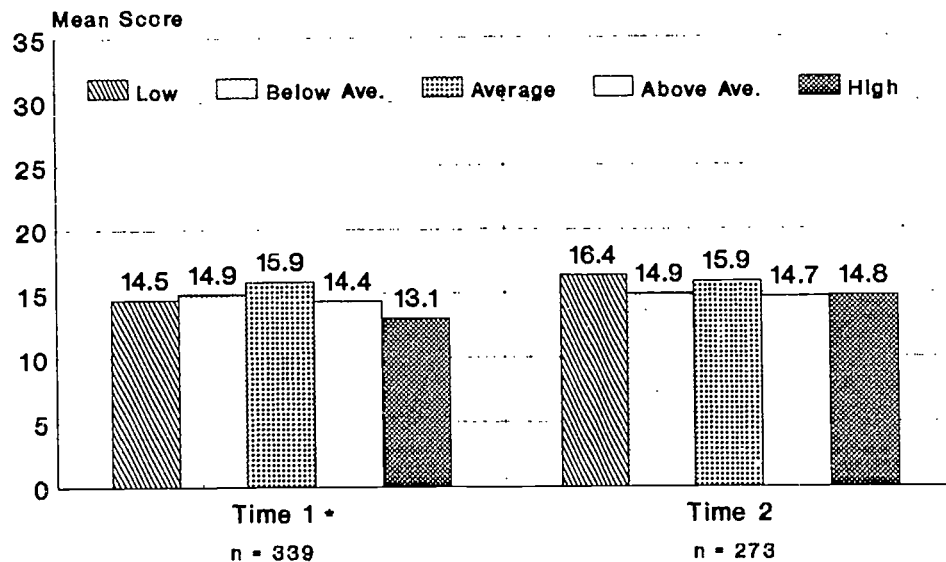 Mean Score
35
Low Below Ave. Average Above Ave. High
30
25
20
15
10
5
0
14.5 14.9 15.9 14.4 13.1 16.4 14.9 15.9 14.7 14.8
Time 1 * Time 2
n = 339 n = 273